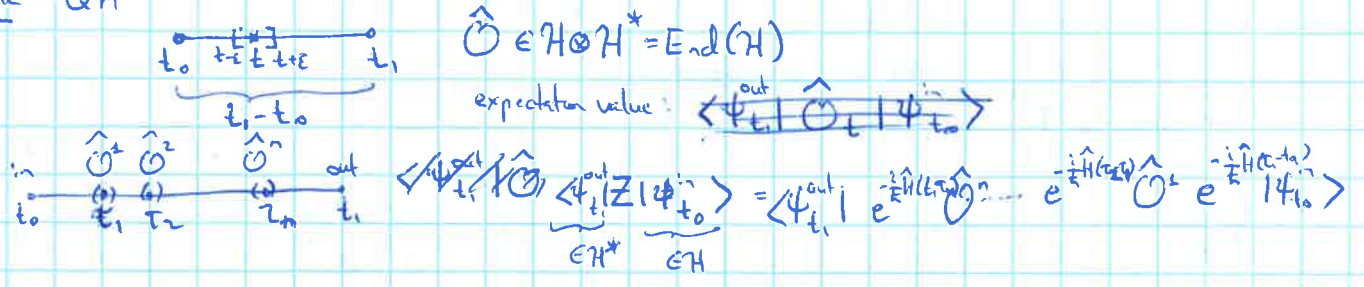 QM
t₀ t-ε t t+ε t₁
t₁-t₀
Ô ∈ H⊗H* = End(H)
expectation value: ⟨ψ^out_t₁| Ô_t |ψ^in_t₀⟩
in Ô¹ Ô² Ôⁿ out
t₀ τ₁ τ₂ τₙ t₁
⟨ψ^out_t₁| Z |ψ^in_t₀⟩ = ⟨ψ^out_t₁| e^{-i/ħ Ĥ(t₁-τₙ)} Ôⁿ ... e^{-i/ħ Ĥ(τ₂-τ₁)} Ô¹ e^{-i/ħ Ĥ(τ₁-t₀)} |ψ^in_t₀⟩
∈H* ∈H